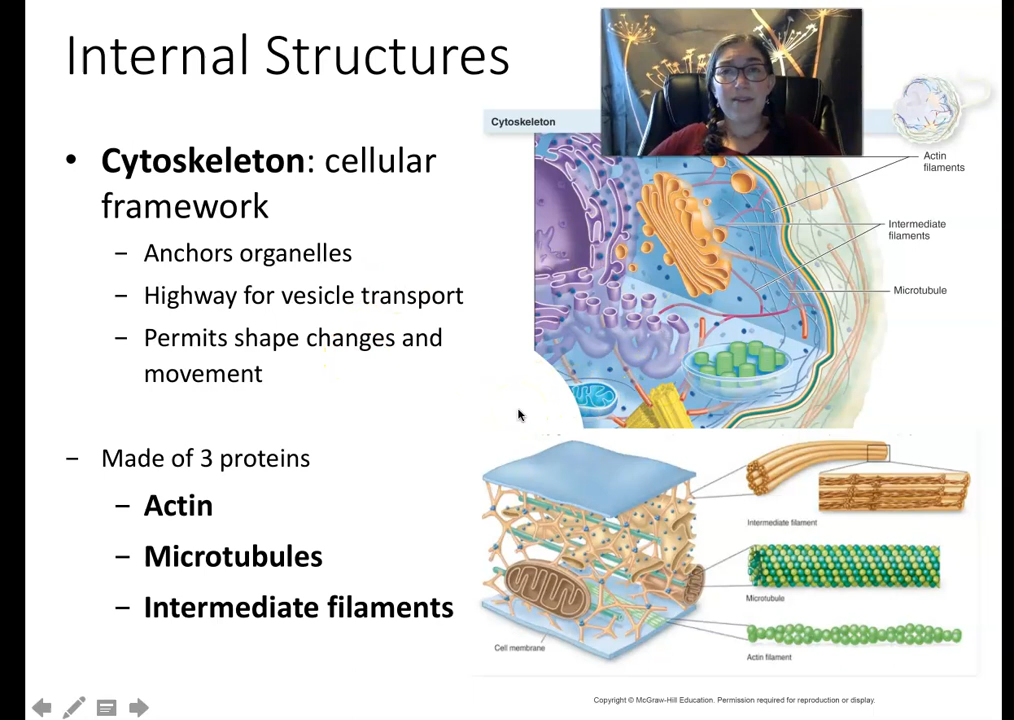 Internal Structures
• Cytoskeleton: cellular
framework
– Anchors organelles
– Highway for vesicle transport
– Permits shape changes and
movement
– Made of 3 proteins
– Actin
– Microtubules
– Intermediate filaments
Cytoskeleton
Actin
filaments
Intermediate
filaments
Microtubule
Intermediate filament
Microtubule
Cell membrane
Actin filament
Copyright © McGraw-Hill Education. Permission required for reproduction or display.